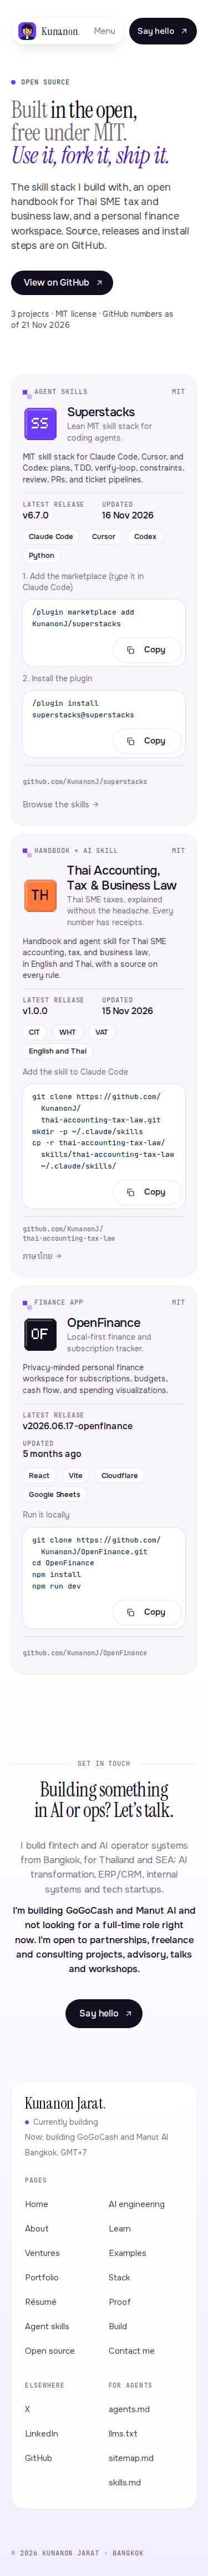 Kunanon.
Menu
Say hello ↗
OPEN SOURCE
Built in the open,
free under MIT.
Use it, fork it, ship it.
The skill stack I build with, an open
handbook for Thai SME tax and
business law, and a personal finance
workspace. Source, releases and install
steps are on GitHub.
View on GitHub ↗
3 projects · MIT license · GitHub numbers as
of 21 Nov 2026
AGENT SKILLS
MIT
SS
Superstacks
Lean MIT skill stack for
coding agents.
MIT skill stack for Claude Code, Cursor, and
Codex: plans, TDD, verify-loop, constraints,
review, PRs, and ticket pipelines.
LATEST RELEASE
UPDATED
v6.7.0
16 Nov 2026
Claude Code
Cursor
Codex
Python
1. Add the marketplace (type it in
Claude Code)
/plugin marketplace add
KunanonJ/superstacks
Copy
2. Install the plugin
/plugin install
superstacks@superstacks
Copy
github.com/KunanonJ/superstacks
Browse the skills →
HANDBOOK + AI SKILL
MIT
TH
Thai Accounting,
Tax & Business Law
Thai SME taxes, explained
without the headache. Every
number has receipts.
Handbook and agent skill for Thai SME
accounting, tax, and business law,
in English and Thai, with a source on
every rule.
LATEST RELEASE
UPDATED
v1.0.0
15 Nov 2026
CIT
WHT
VAT
English and Thai
Add the skill to Claude Code
git clone https://github.com/
KunanonJ/
thai-accounting-tax-law.git
mkdir -p ~/.claude/skills
cp -r thai-accounting-tax-law/
skills/thai-accounting-tax-law
~/.claude/skills/
Copy
github.com/KunanonJ/
thai-accounting-tax-law
ภาษาไทย →
FINANCE APP
MIT
OF
OpenFinance
Local-first finance and
subscription tracker.
Privacy-minded personal finance
workspace for subscriptions, budgets,
cash flow, and spending visualizations.
LATEST RELEASE
v2026.06.17-openfinance
UPDATED
5 months ago
React
Vite
Cloudflare
Google Sheets
Run it locally
git clone https://github.com/
KunanonJ/OpenFinance.git
cd OpenFinance
npm install
npm run dev
Copy
github.com/KunanonJ/OpenFinance
GET IN TOUCH
Building something
in AI or ops? Let's talk.
I build fintech and AI operator systems
from Bangkok, for Thailand and SEA: AI
transformation, ERP/CRM, internal
systems and tech startups.
I'm building GoGoCash and Manut AI and
not looking for a full-time role right
now. I'm open to partnerships, freelance
and consulting projects, advisory, talks
and workshops.
Say hello ↗
Kunanon Jarat.
Currently building
Now: building GoGoCash and Manut AI
Bangkok, GMT+7
PAGES
Home
AI engineering
About
Learn
Ventures
Examples
Portfolio
Stack
Résumé
Proof
Agent skills
Build
Open source
Contact me
ELSEWHERE
FOR AGENTS
X
agents.md
LinkedIn
llms.txt
GitHub
sitemap.md
skills.md
© 2026 KUNANON JARAT · BANGKOK